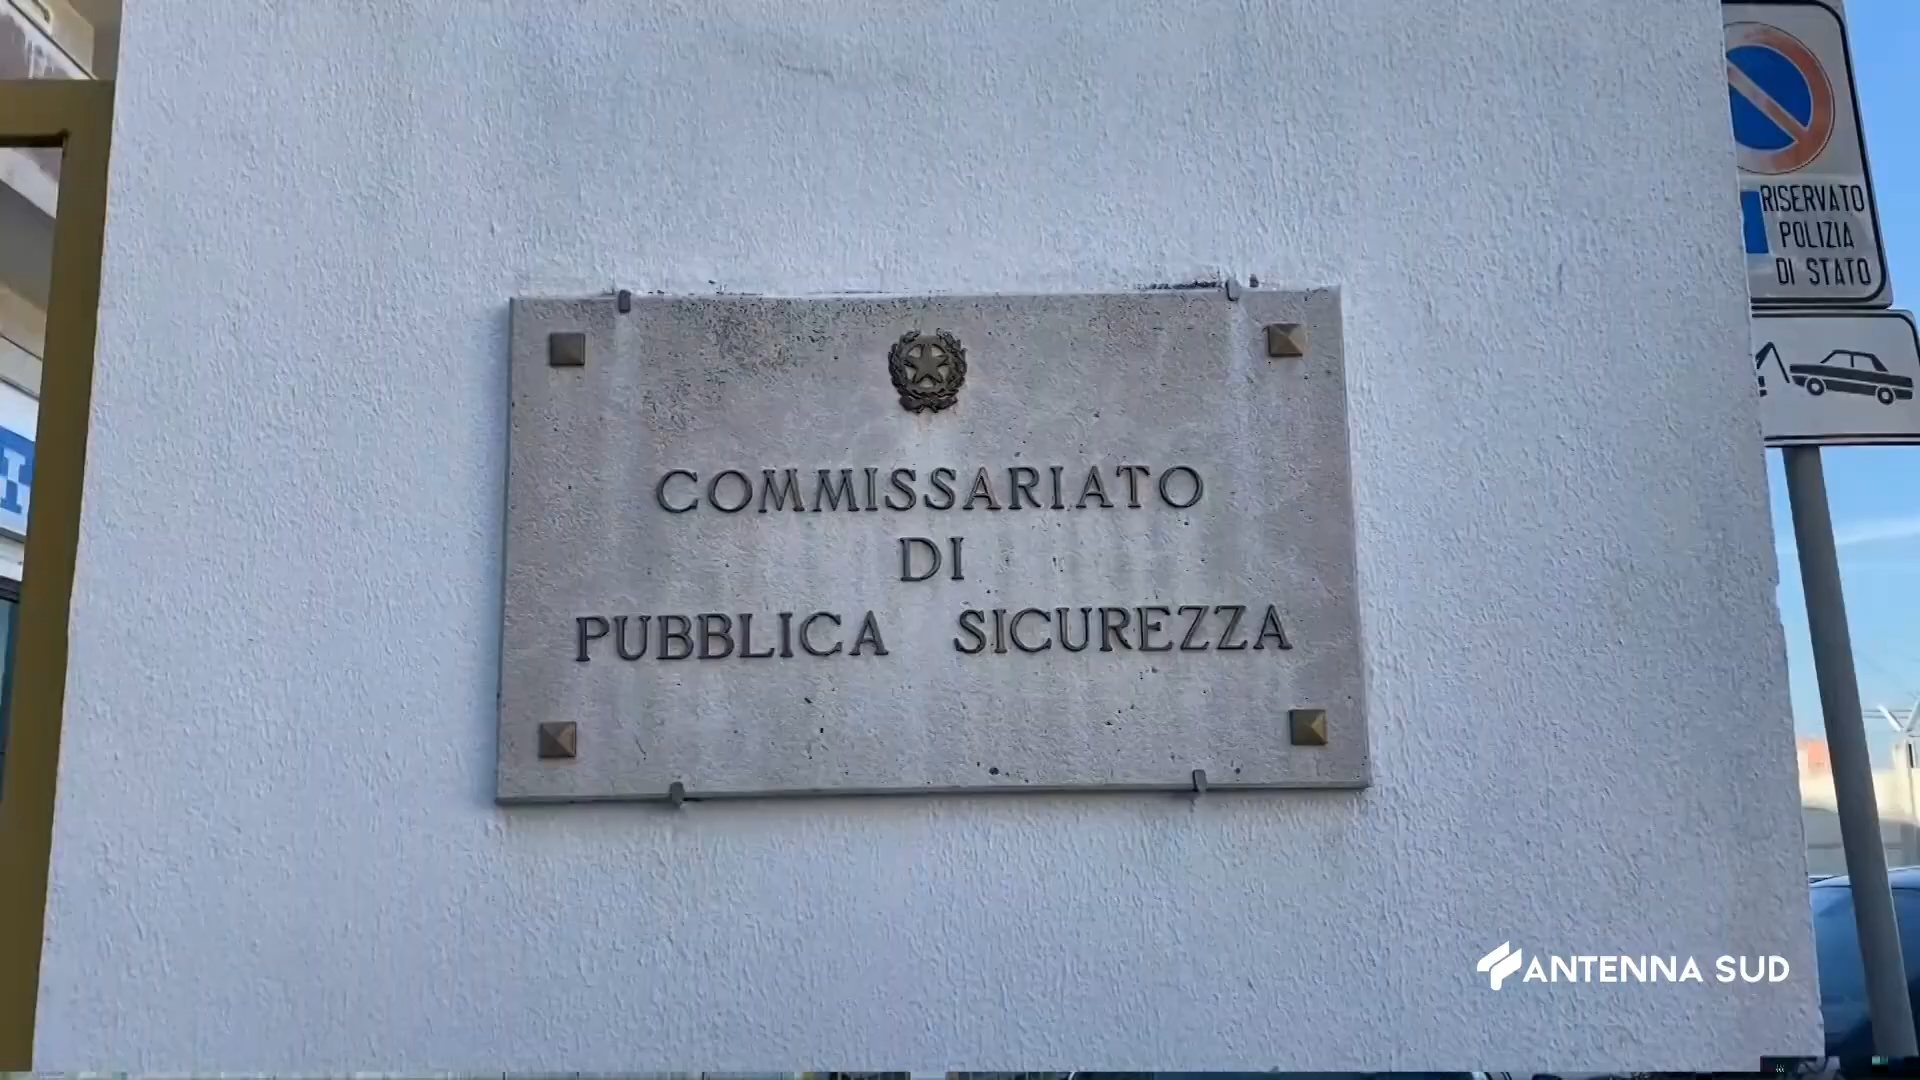 COMMISSARIATO
DI
PUBBLICA SICUREZZA
RISERVATO
POLIZIA
DI STATO
ANTENNA SUD